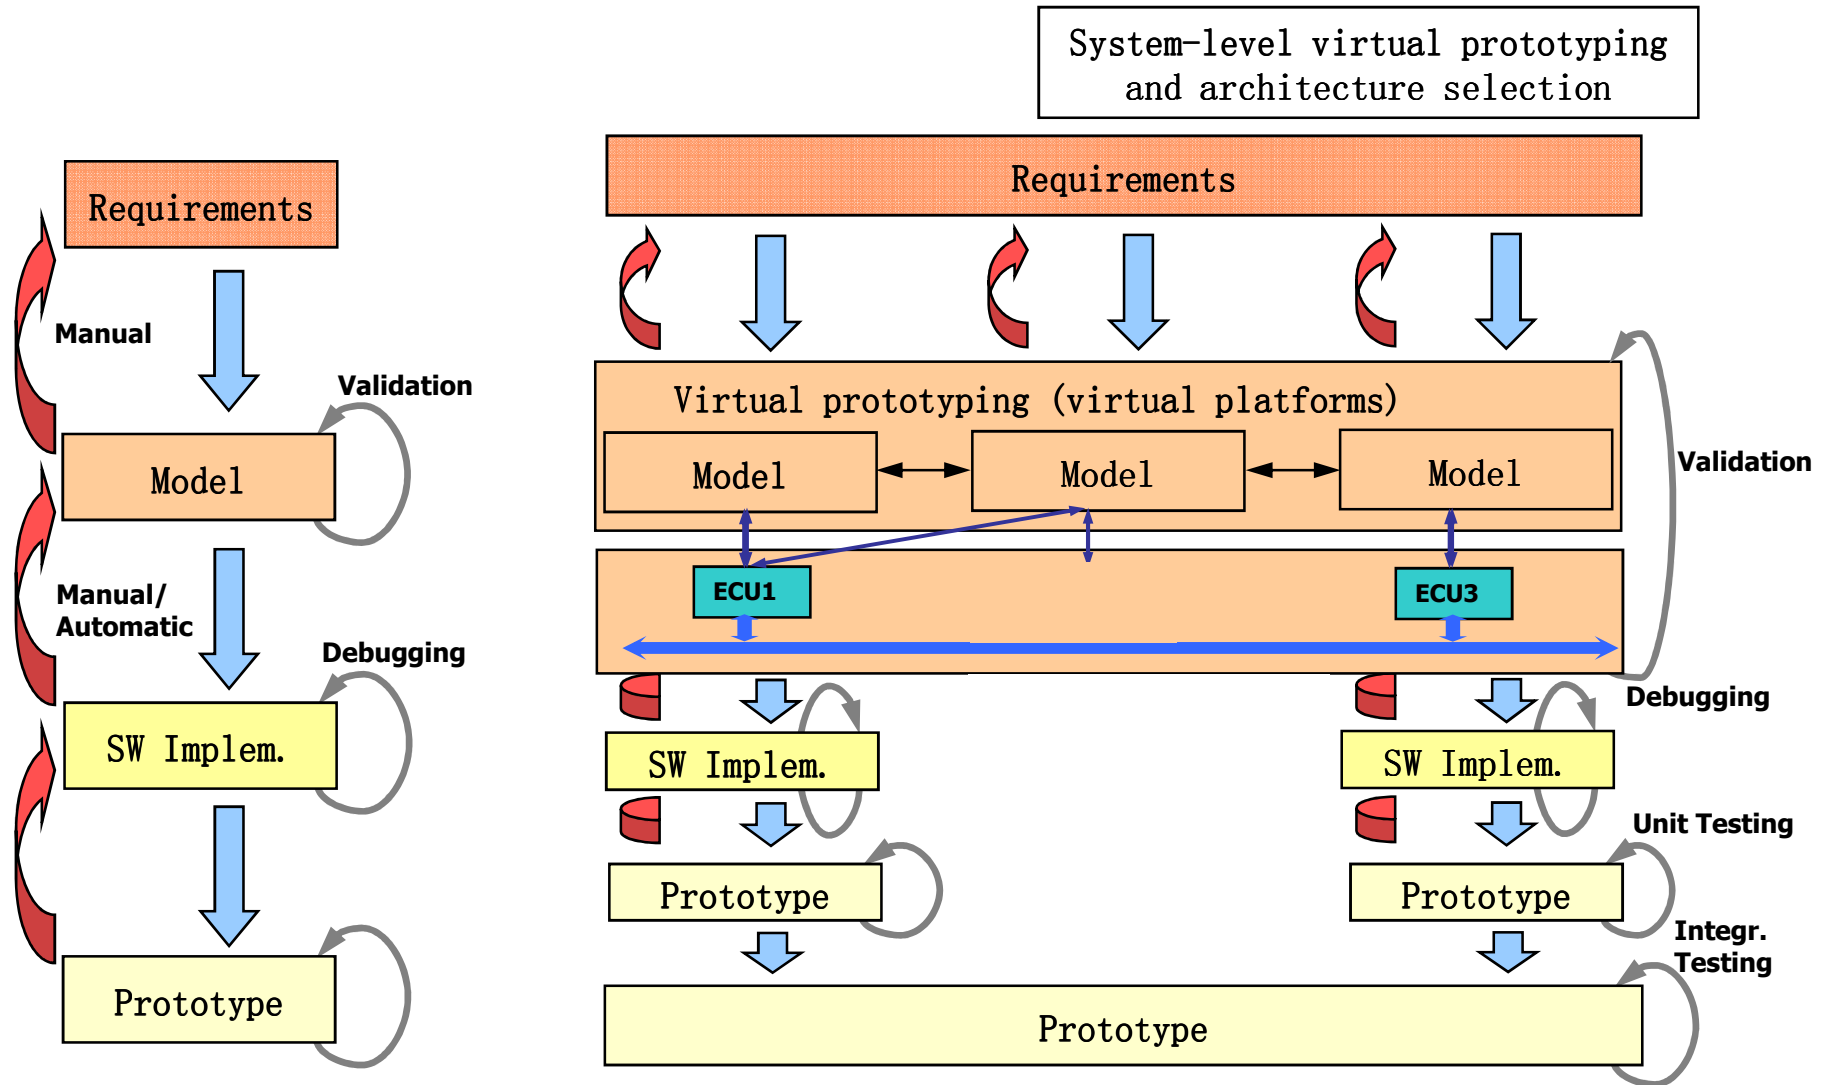 System-level virtual prototyping
and architecture selection
Requirements
Manual
Validation
Model
Manual/
Automatic
Debugging
SW Implem.
Prototype
Requirements
Virtual prototyping (virtual platforms)
Model
Model
Model
Validation
ECU1
ECU3
Debugging
SW Implem.
SW Implem.
Unit Testing
Prototype
Prototype
Integr.
Testing
Prototype